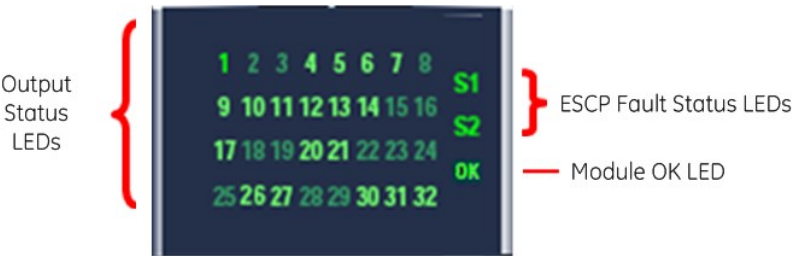 Output
Status
LEDs
1 2 3 4 5 6 7 8
9 10 11 12 13 14 15 16
17 18 19 20 21 22 23 24
25 26 27 28 29 30 31 32
S1
S2
OK
ESCP Fault Status LEDs
Module OK LED